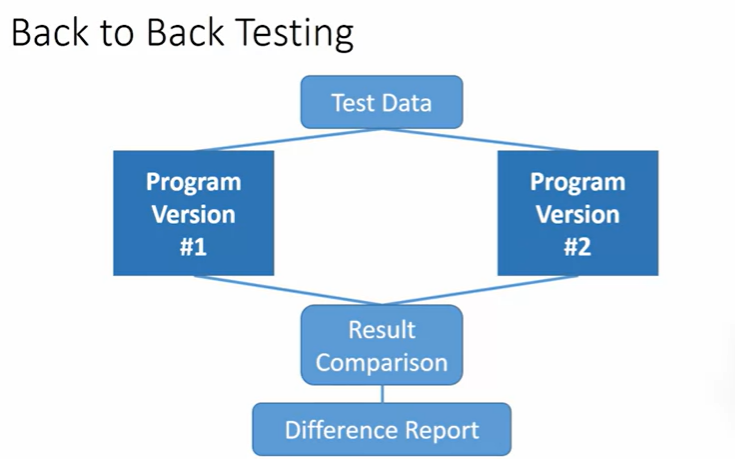 Back to Back Testing
Test Data
Program
Version
#1
Program
Version
#2
Result
Comparison
Difference Report